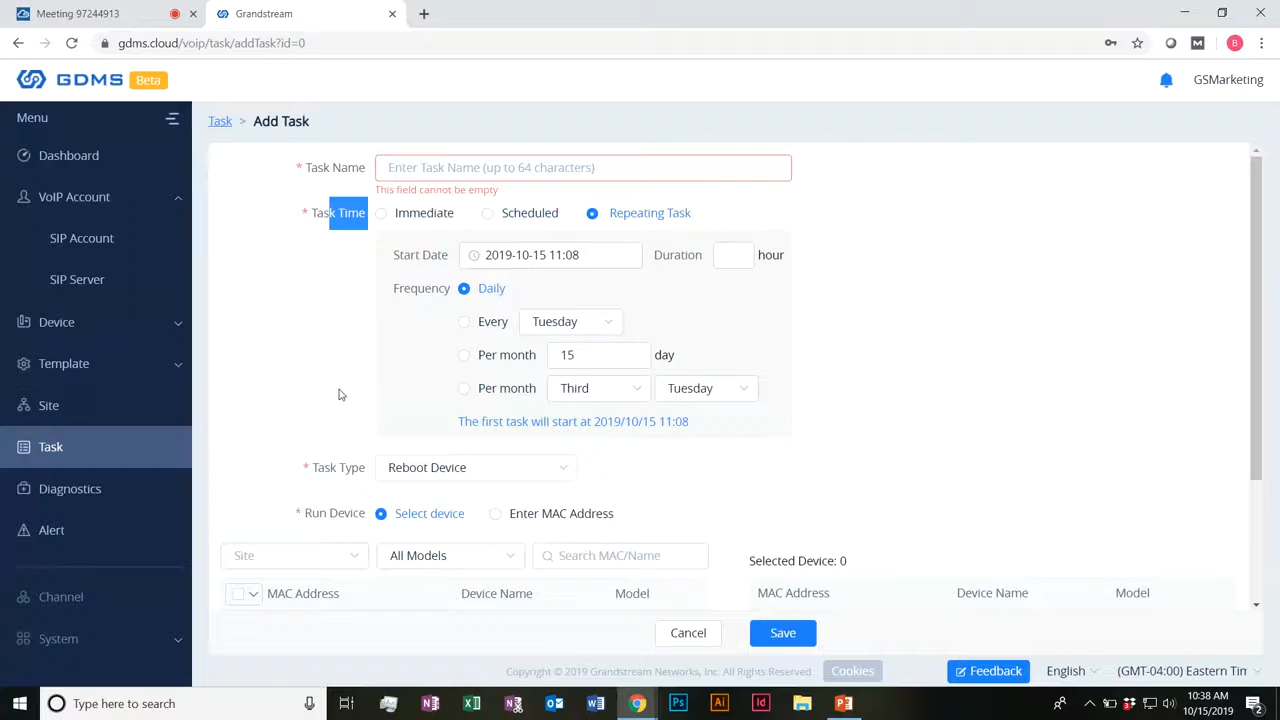 Meeting 97244913
Grandstream
gdms.cloud/voip/task/addTask?id=0
M
B
GDMS Beta
GSMarketing
Menu
Task > Add Task
Dashboard
VoIP Account
SIP Account
SIP Server
Device
Template
Site
Task
Diagnostics
Alert
Channel
System
* Task Name
Enter Task Name (up to 64 characters)
This field cannot be empty
* Task Time Immediate Scheduled Repeating Task
Start Date 2019-10-15 11:08 Duration hour
Frequency Daily
Every Tuesday
Per month 15 day
Per month Third Tuesday
The first task will start at 2019/10/15 11:08
* Task Type Reboot Device
* Run Device Select device Enter MAC Address
Site All Models Search MAC/Name Selected Device: 0
MAC Address Device Name Model MAC Address Device Name Model
Cancel Save
Copyright © 2019 Grandstream Networks, Inc. All Rights Reserved Cookies Feedback English (GMT-04:00) Eastern Tim
Type here to search
Ps
Ai
Id
10:38 AM
10/15/2019
2